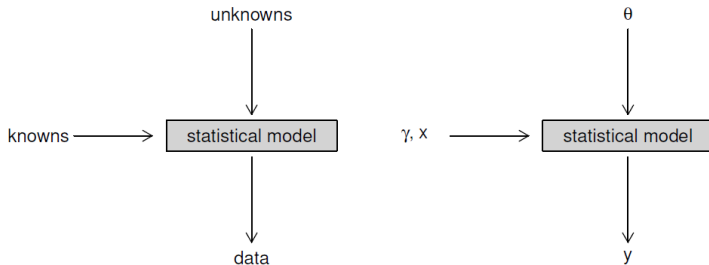 unknowns
knowns
statistical model
data
θ
γ, x
statistical model
y